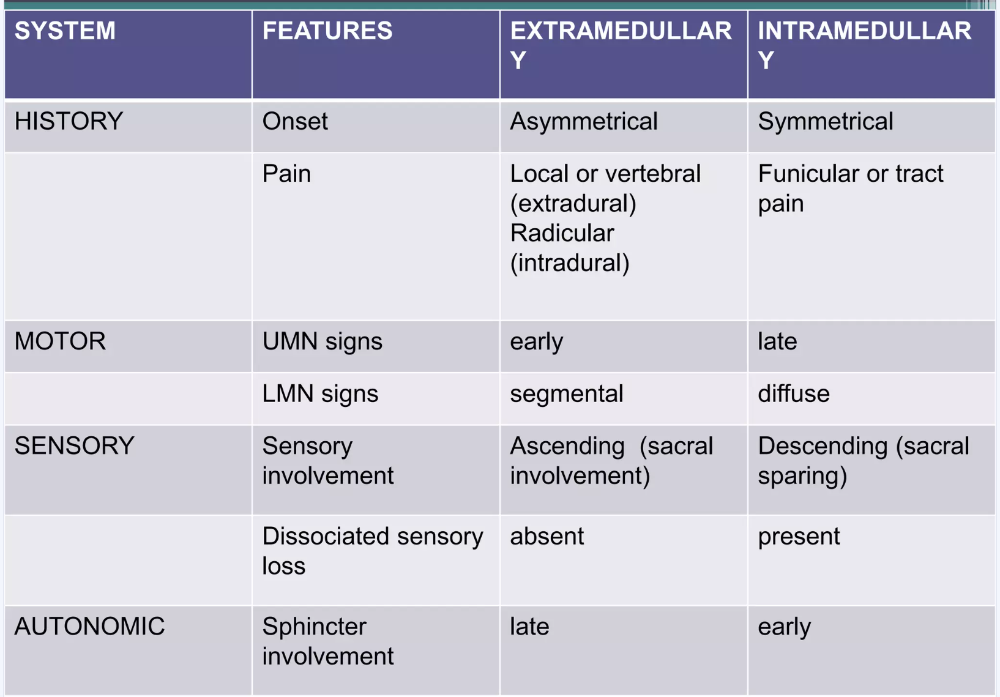 SYSTEM
FEATURES
EXTRAMEDULLAR
Y
INTRAMEDULLAR
Y
HISTORY
Onset
Asymmetrical
Symmetrical
Pain
Local or vertebral
(extradural)
Radicular
(intradural)
Funicular or tract
pain
MOTOR
UMN signs
early
late
LMN signs
segmental
diffuse
SENSORY
Sensory
involvement
Ascending  (sacral
involvement)
Descending (sacral
sparing)
Dissociated sensory
loss
absent
present
AUTONOMIC
Sphincter
involvement
late
early